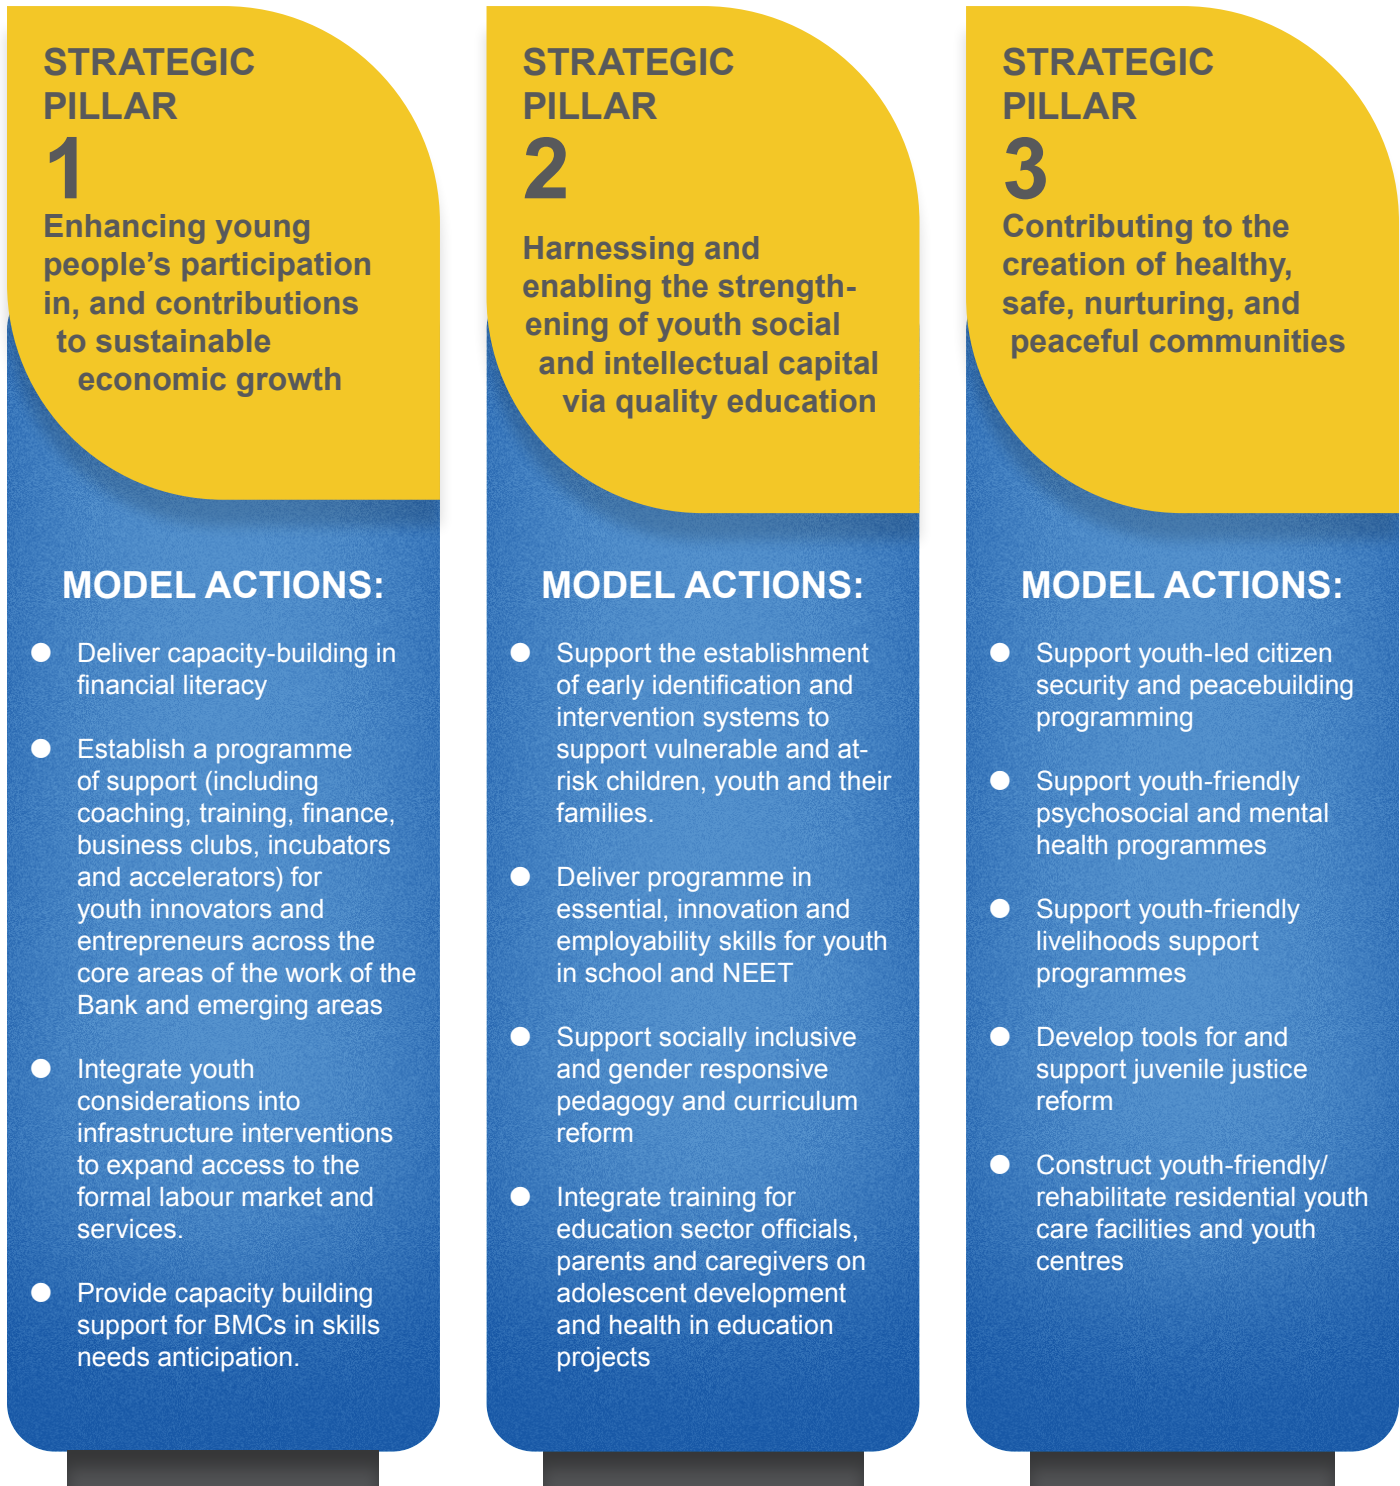 STRATEGIC
PILLAR
1
Enhancing young
people’s participation
in, and contributions
to sustainable
economic growth
MODEL ACTIONS:
● Deliver capacity-building in
financial literacy
● Establish a programme
of support (including
coaching, training, finance,
business clubs, incubators
and accelerators) for
youth innovators and
entrepreneurs across the
core areas of the work of the
Bank and emerging areas
● Integrate youth
considerations into
infrastructure interventions
to expand access to the
formal labour market and
services.
● Provide capacity building
support for BMCs in skills
needs anticipation.
STRATEGIC
PILLAR
2
Harnessing and
enabling the strength-
ening of youth social
and intellectual capital
via quality education
MODEL ACTIONS:
● Support the establishment
of early identification and
intervention systems to
support vulnerable and at-
risk children, youth and their
families.
● Deliver programme in
essential, innovation and
employability skills for youth
in school and NEET
● Support socially inclusive
and gender responsive
pedagogy and curriculum
reform
● Integrate training for
education sector officials,
parents and caregivers on
adolescent development
and health in education
projects
STRATEGIC
PILLAR
3
Contributing to the
creation of healthy,
safe, nurturing, and
peaceful communities
MODEL ACTIONS:
● Support youth-led citizen
security and peacebuilding
programming
● Support youth-friendly
psychosocial and mental
health programmes
● Support youth-friendly
livelihoods support
programmes
● Develop tools for and
support juvenile justice
reform
● Construct youth-friendly/
rehabilitate residential youth
care facilities and youth
centres